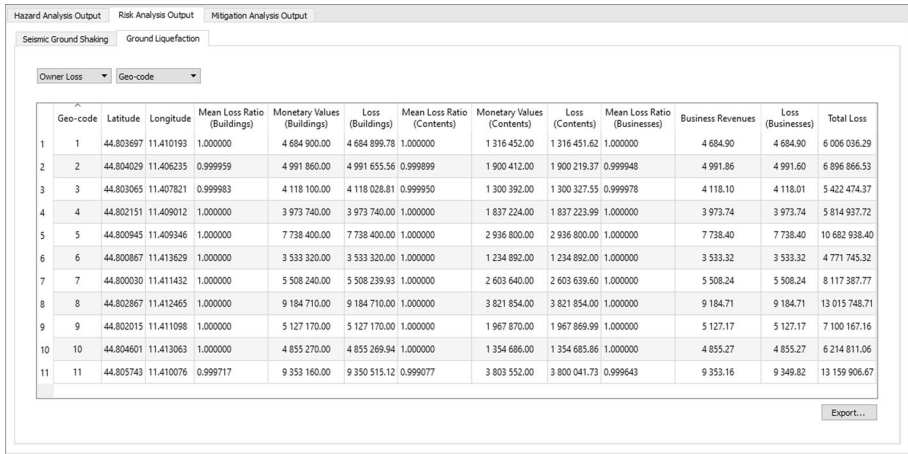 Hazard Analysis Output Risk Analysis Output Mitigation Analysis Output
Seismic Ground Shaking Ground Liquefaction
Owner Loss Geo-code
Geo-code Latitude Longitude Mean Loss Ratio (Buildings) Monetary Values (Buildings) Loss (Buildings) Mean Loss Ratio (Contents) Monetary Values (Contents) Loss (Contents) Mean Loss Ratio (Businesses) Business Revenues Loss (Businesses) Total Loss
1 1 44.803697 11.410193 1.000000 4 684 900.00 4 684 899.78 1.000000 1 316 452.00 1 316 451.62 1.000000 4 684.90 4 684.90 6 006 036.29
2 2 44.804029 11.406235 0.999959 4 991 860.00 4 991 655.56 0.999899 1 900 412.00 1 900 219.37 0.999948 4 991.86 4 991.60 6 896 866.53
3 3 44.803065 11.407821 0.999983 4 118 100.00 4 118 028.81 0.999950 1 300 392.00 1 300 327.55 0.999978 4 118.10 4 118.01 5 422 474.37
4 4 44.802151 11.409012 1.000000 3 973 740.00 3 973 740.00 1.000000 1 837 224.00 1 837 223.99 1.000000 3 973.74 3 973.74 5 814 937.72
5 5 44.800945 11.409346 1.000000 7 738 400.00 7 738 400.00 1.000000 2 936 800.00 2 936 800.00 1.000000 7 738.40 7 738.40 10 682 938.40
6 6 44.800867 11.413629 1.000000 3 533 320.00 3 533 320.00 1.000000 1 234 892.00 1 234 892.00 1.000000 3 533.32 3 533.32 4 771 745.32
7 7 44.800030 11.411432 1.000000 5 508 240.00 5 508 239.93 1.000000 2 603 640.00 2 603 639.60 1.000000 5 508.24 5 508.24 8 117 387.77
8 8 44.802867 11.412465 1.000000 9 184 710.00 9 184 710.00 1.000000 3 821 854.00 3 821 854.00 1.000000 9 184.71 9 184.71 13 015 748.71
9 9 44.802015 11.411098 1.000000 5 127 170.00 5 127 170.00 1.000000 1 967 870.00 1 967 869.99 1.000000 5 127.17 5 127.17 7 100 167.16
10 10 44.804601 11.413063 1.000000 4 855 270.00 4 855 269.94 1.000000 1 354 686.00 1 354 685.86 1.000000 4 855.27 4 855.27 6 214 811.06
11 11 44.805743 11.410076 0.999717 9 353 160.00 9 350 515.12 0.999077 3 803 552.00 3 800 041.73 0.999643 9 353.16 9 349.82 13 159 906.67
Export...